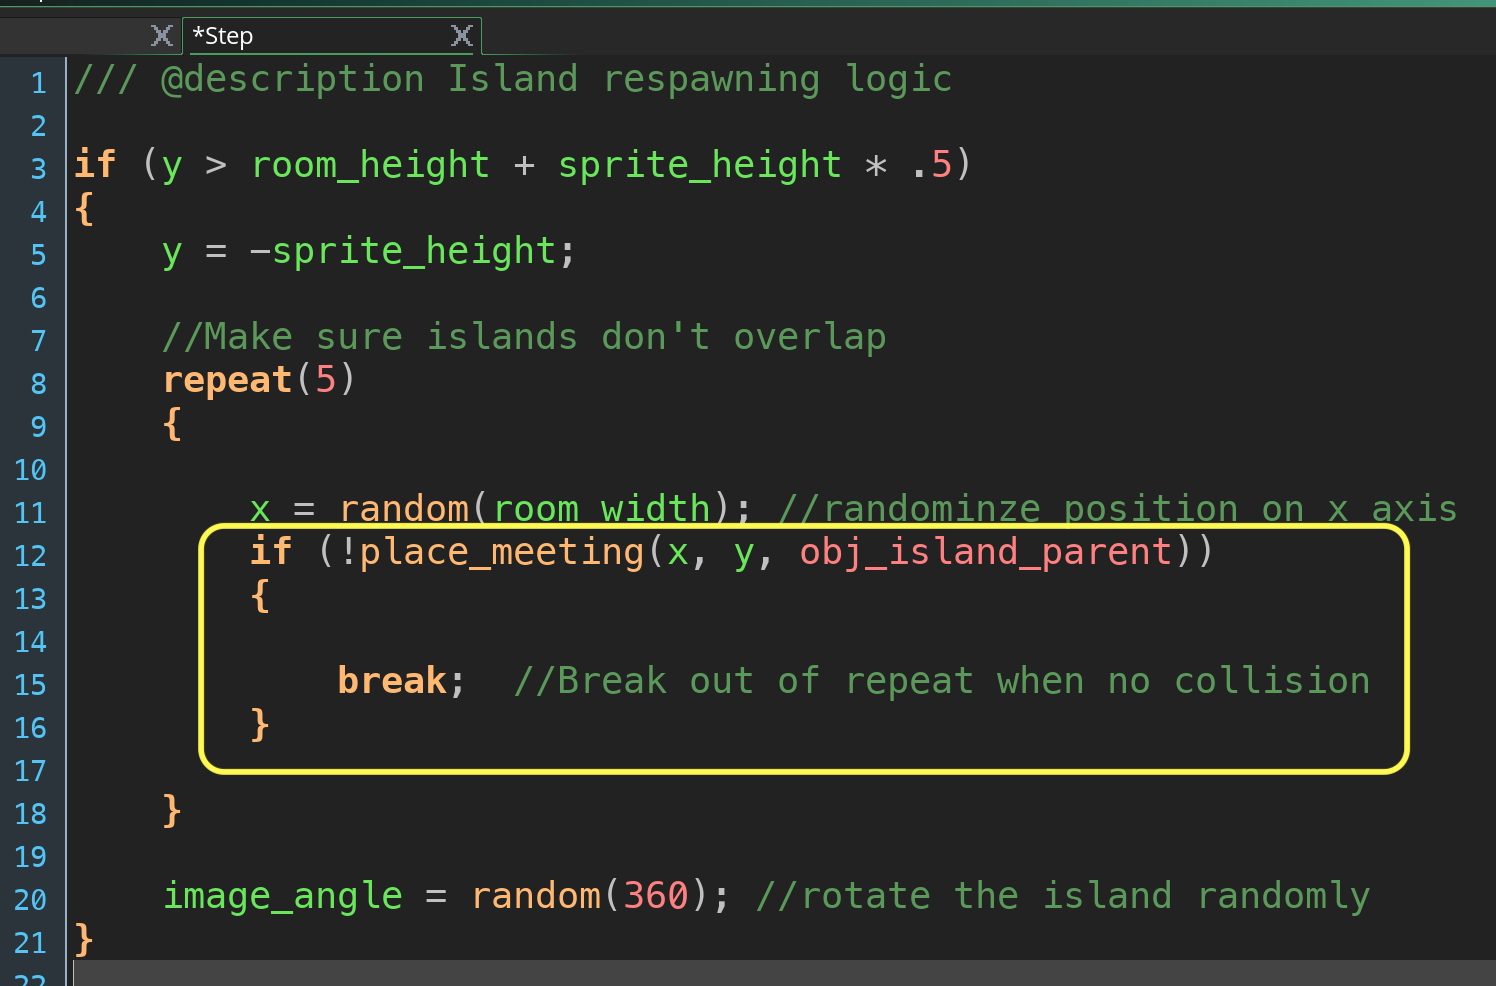 *Step
1 /// @description Island respawning logic
2
3 if (y > room_height + sprite_height * .5)
4 {
5 y = -sprite_height;
6
7 //Make sure islands don't overlap
8 repeat(5)
9 {
10
11 x = random(room_width); //randominze position on x axis
12 if (!place_meeting(x, y, obj_island_parent))
13 {
14
15 break; //Break out of repeat when no collision
16 }
17
18 }
19
20 image_angle = random(360); //rotate the island randomly
21 }
22